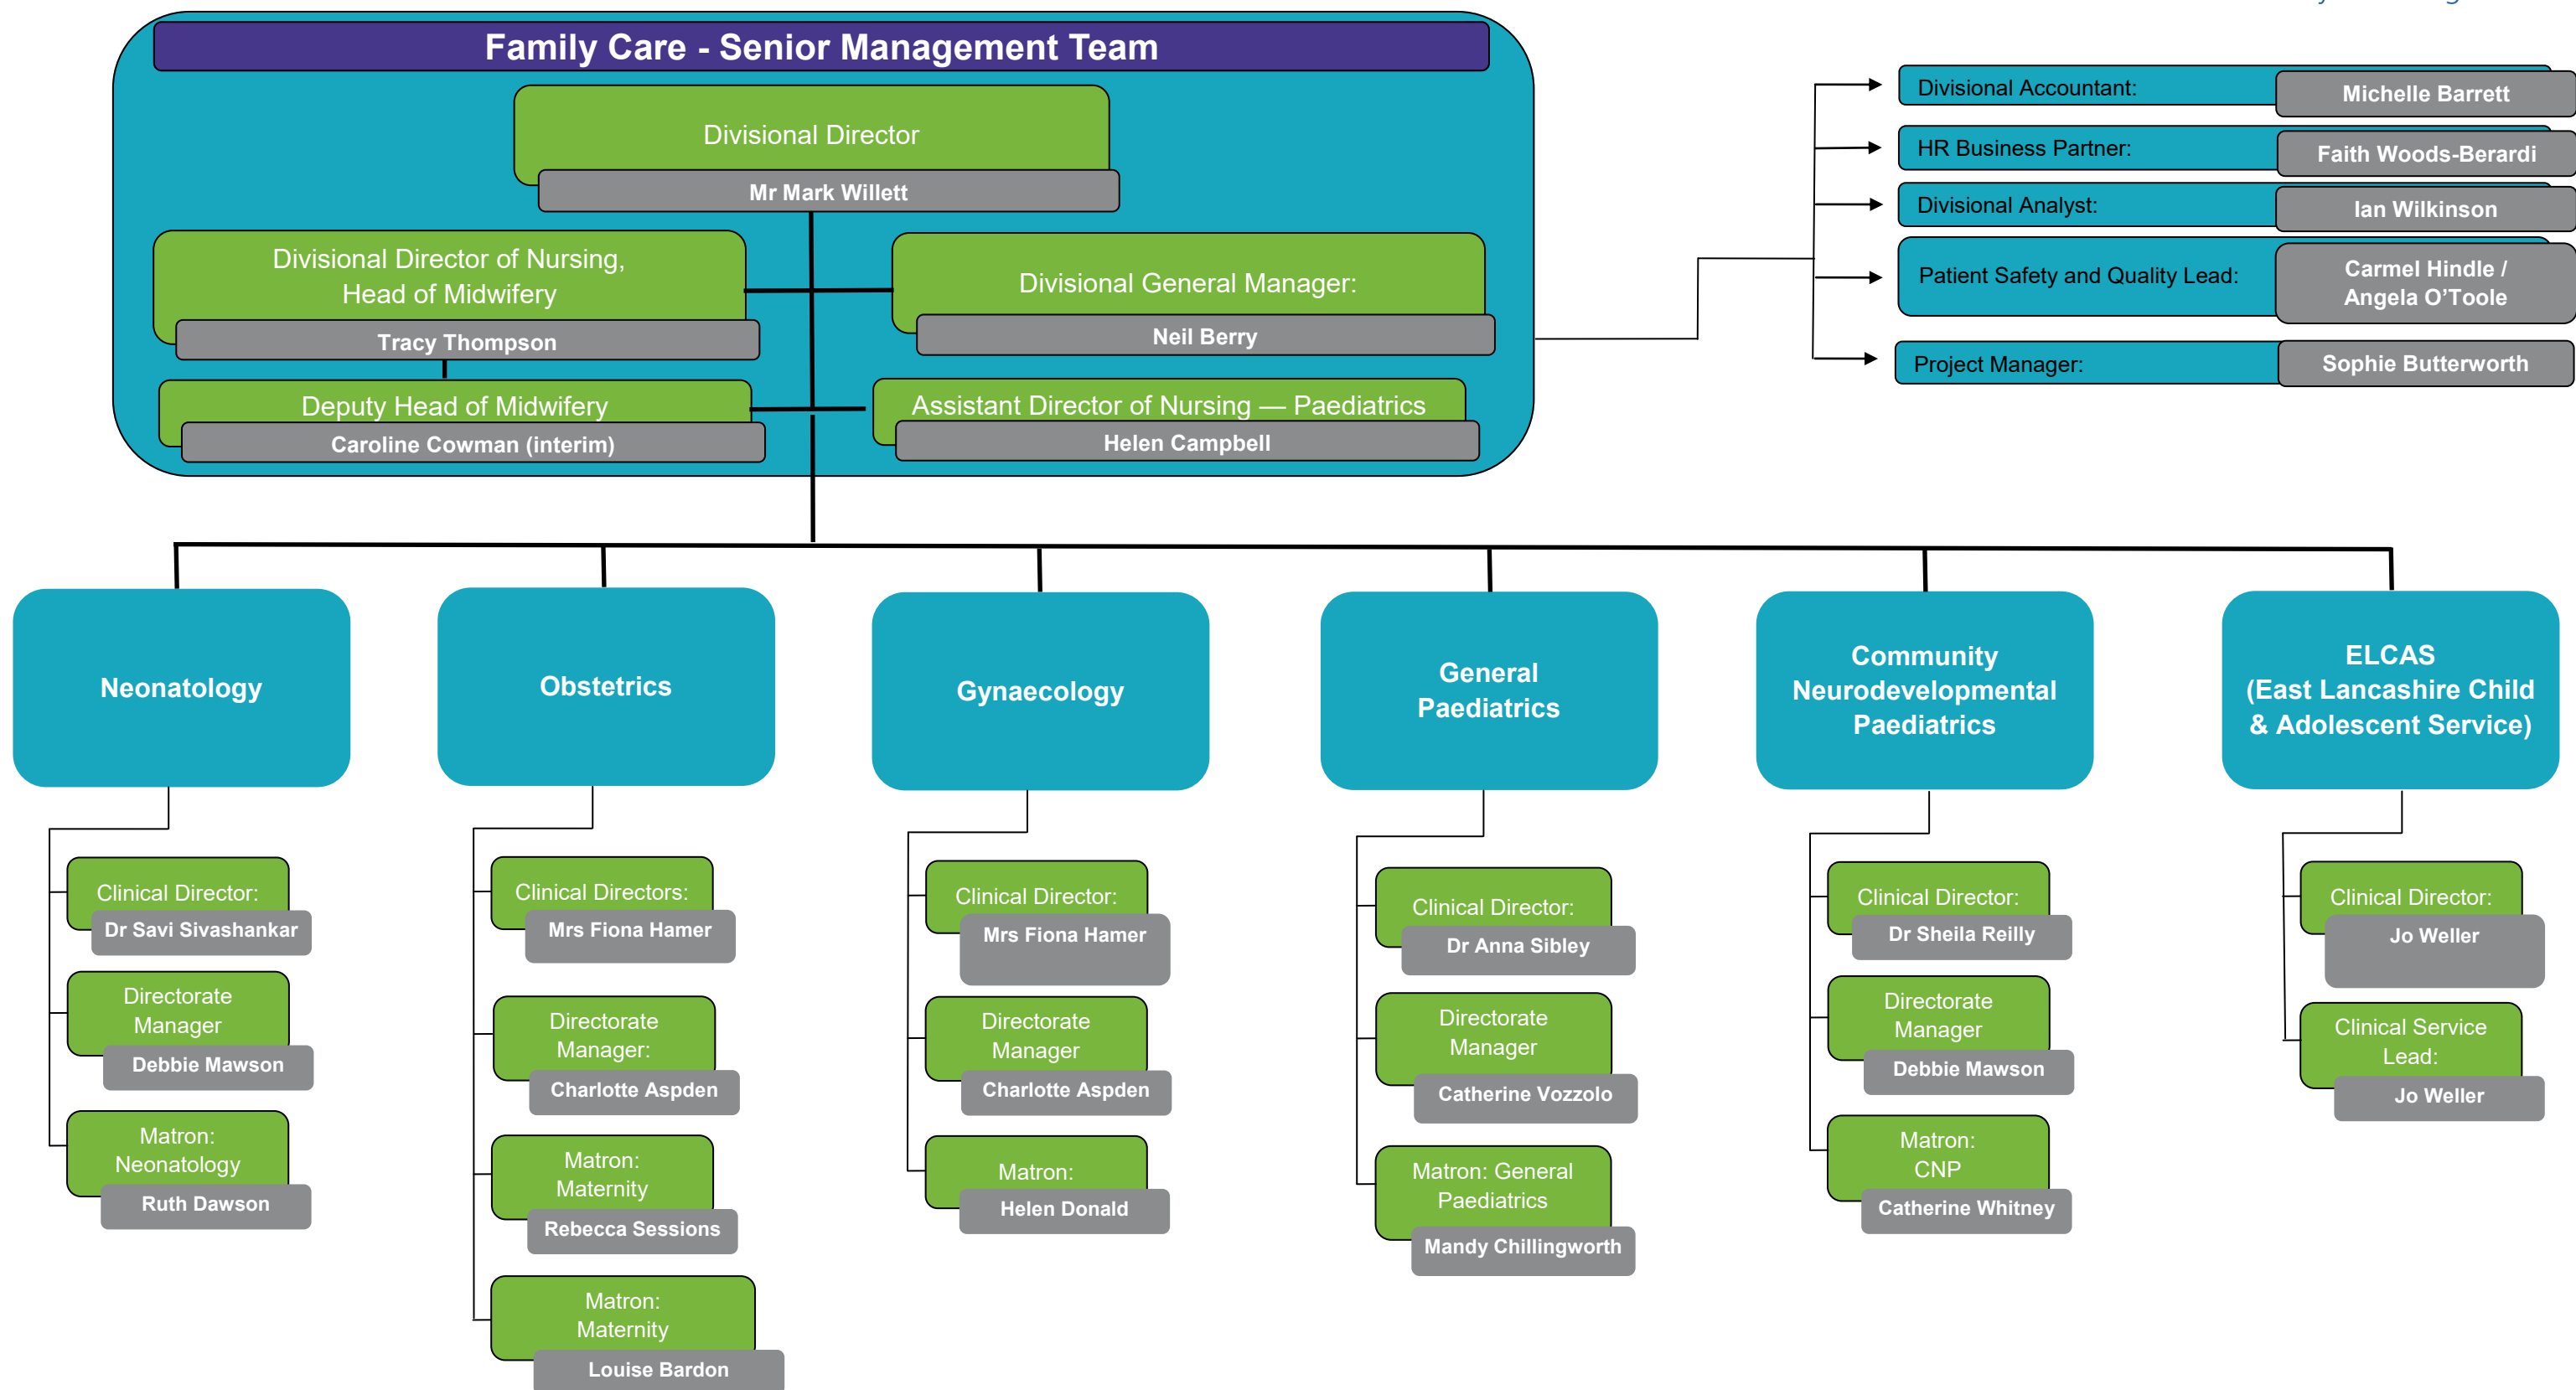 Family Care - Senior Management Team
Divisional Director
Mr Mark Willett
Divisional Director of Nursing,
Head of Midwifery
Tracy Thompson
Divisional General Manager:
Neil Berry
Deputy Head of Midwifery
Caroline Cowman (interim)
Assistant Director of Nursing — Paediatrics
Helen Campbell
Divisional Accountant:
Michelle Barrett
HR Business Partner:
Faith Woods-Berardi
Divisional Analyst:
Ian Wilkinson
Patient Safety and Quality Lead:
Carmel Hindle /
Angela O’Toole
Project Manager:
Sophie Butterworth
Neonatology
Clinical Director:
Dr Savi Sivashankar
Directorate
Manager
Debbie Mawson
Matron:
Neonatology
Ruth Dawson
Obstetrics
Clinical Directors:
Mrs Fiona Hamer
Directorate
Manager:
Charlotte Aspden
Matron:
Maternity
Rebecca Sessions
Matron:
Maternity
Louise Bardon
Gynaecology
Clinical Director:
Mrs Fiona Hamer
Directorate
Manager
Charlotte Aspden
Matron:
Helen Donald
General
Paediatrics
Clinical Director:
Dr Anna Sibley
Directorate
Manager
Catherine Vozzolo
Matron: General
Paediatrics
Mandy Chillingworth
Community
Neurodevelopmental
Paediatrics
Clinical Director:
Dr Sheila Reilly
Directorate
Manager
Debbie Mawson
Matron:
CNP
Catherine Whitney
ELCAS
(East Lancashire Child
& Adolescent Service)
Clinical Director:
Jo Weller
Clinical Service
Lead:
Jo Weller